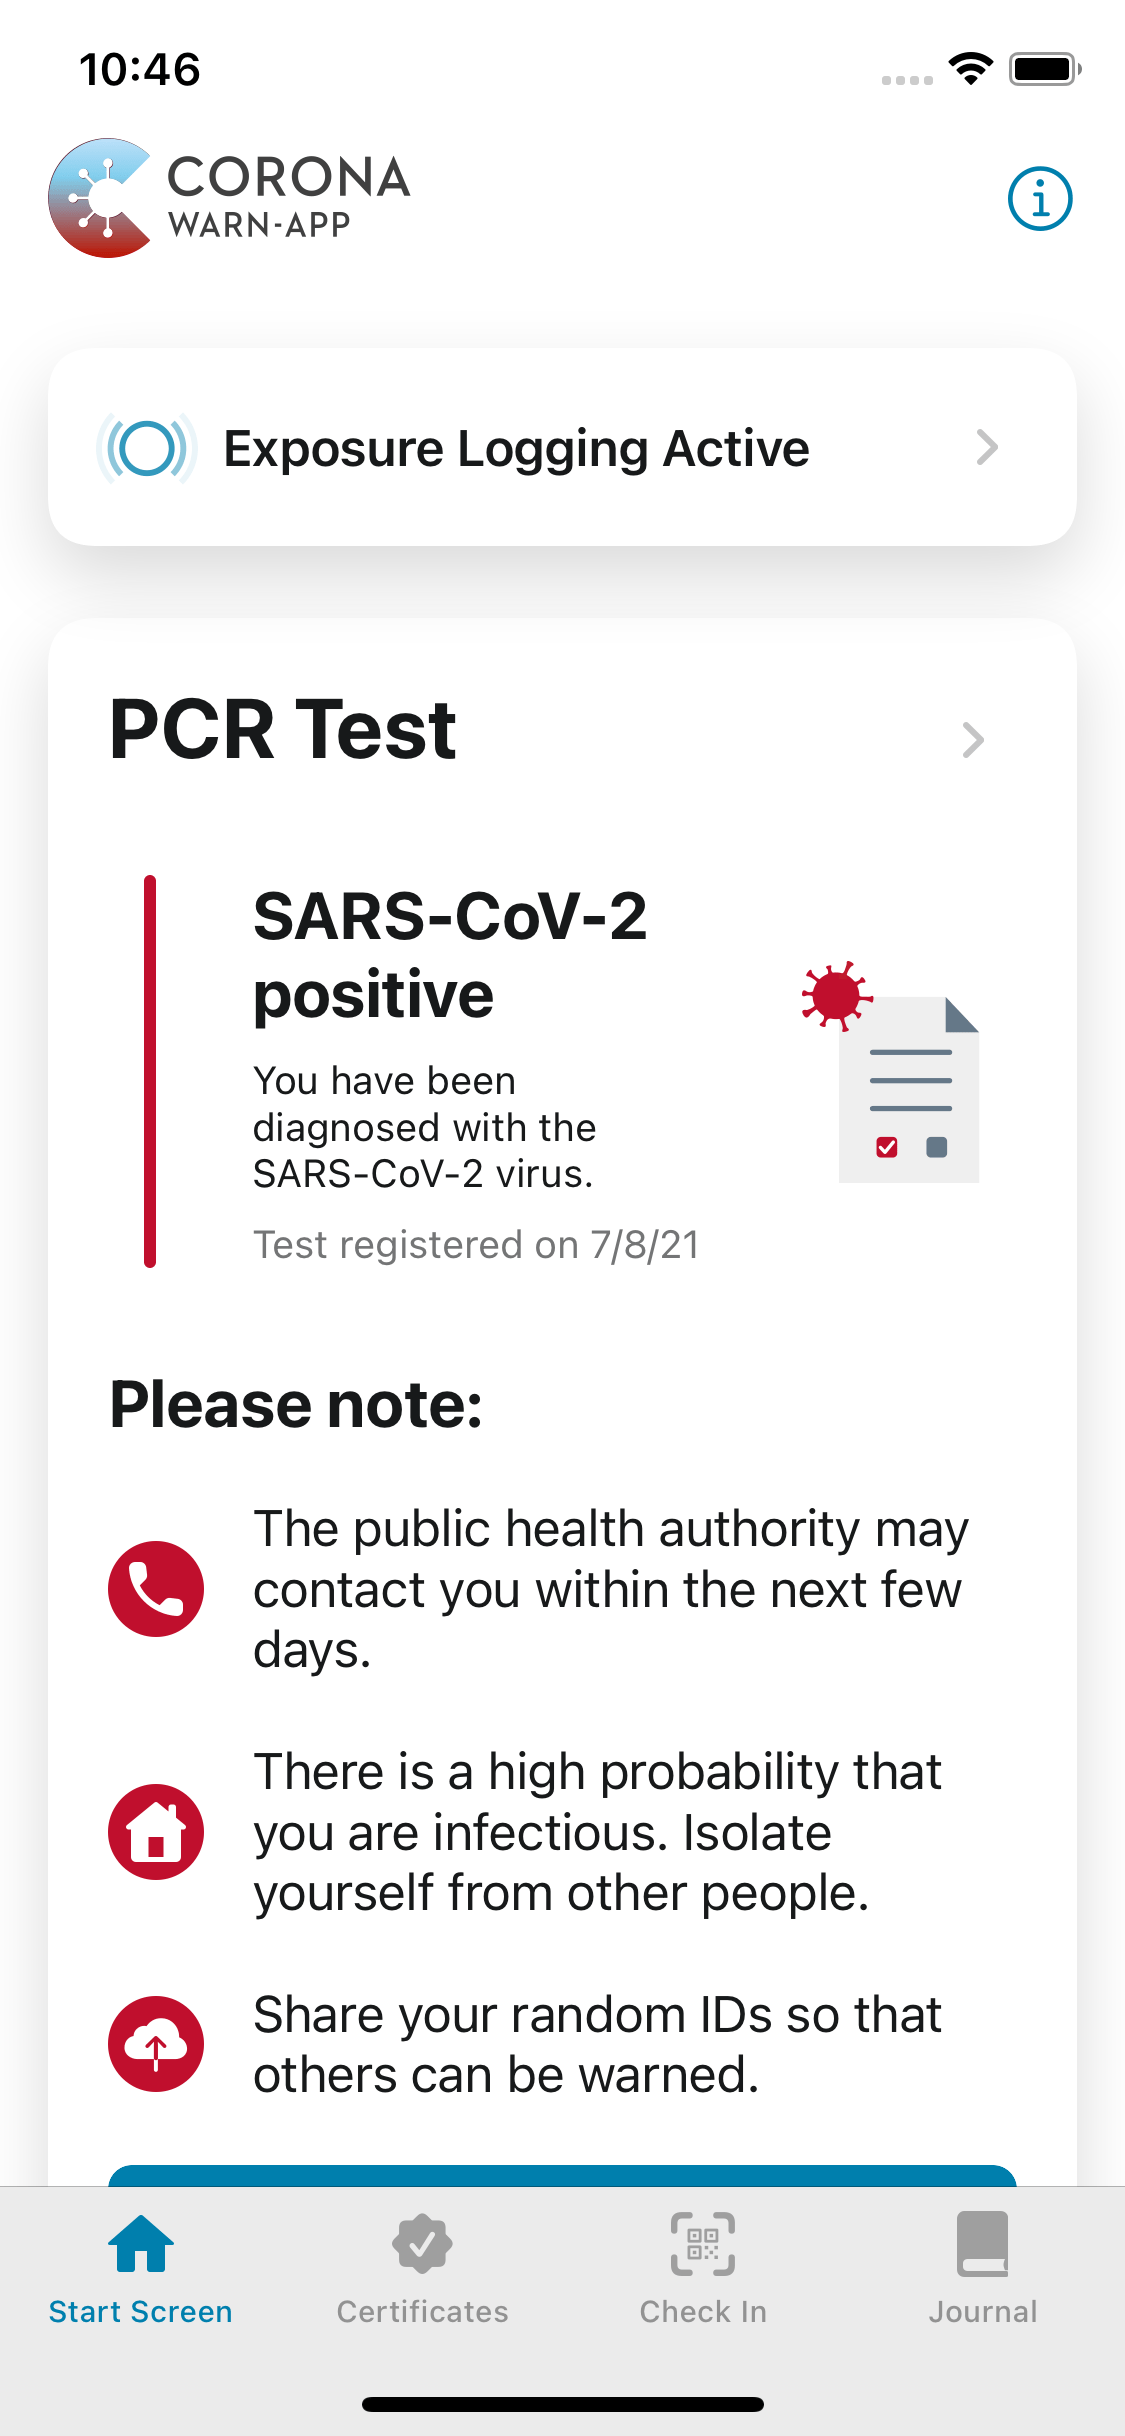 10:46
CORONA
WARN-APP
Exposure Logging Active
PCR Test
SARS-CoV-2
positive
You have been
diagnosed with the
SARS-CoV-2 virus.
Test registered on 7/8/21
Please note:
The public health authority may
contact you within the next few
days.
There is a high probability that
you are infectious. Isolate
yourself from other people.
Share your random IDs so that
others can be warned.
Start Screen
Certificates
Check In
Journal